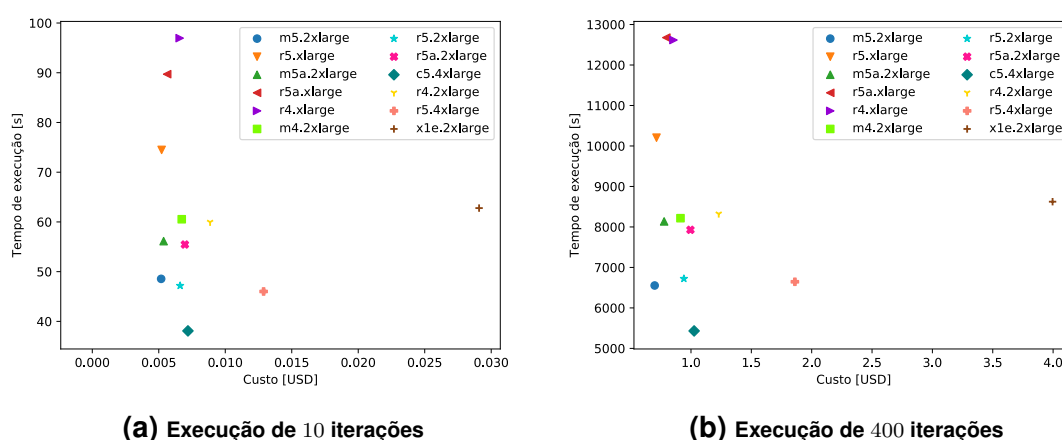 100
90
80
70
60
50
40
Tempo de execução [s]
0.000 0.005 0.010 0.015 0.020 0.025 0.030
Custo [USD]
m5.2xlarge
r5.xlarge
m5a.2xlarge
r5a.xlarge
r4.xlarge
m4.2xlarge
r5.2xlarge
r5a.2xlarge
c5.4xlarge
r4.2xlarge
r5.4xlarge
x1e.2xlarge
(a) Execução de 10 iterações
13000
12000
11000
10000
9000
8000
7000
6000
5000
Tempo de execução [s]
1.0 1.5 2.0 2.5 3.0 3.5 4.0
Custo [USD]
m5.2xlarge
r5.xlarge
m5a.2xlarge
r5a.xlarge
r4.xlarge
m4.2xlarge
r5.2xlarge
r5a.2xlarge
c5.4xlarge
r4.2xlarge
r5.4xlarge
x1e.2xlarge
(b) Execução de 400 iterações